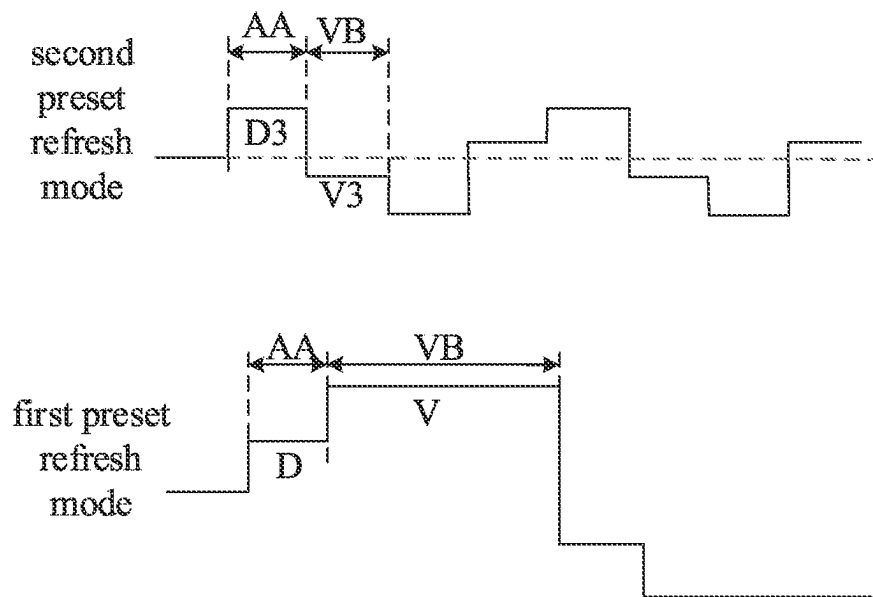 AA
VB
second
preset
refresh
mode
D3
V3
AA
VB
first preset
refresh
mode
V
D